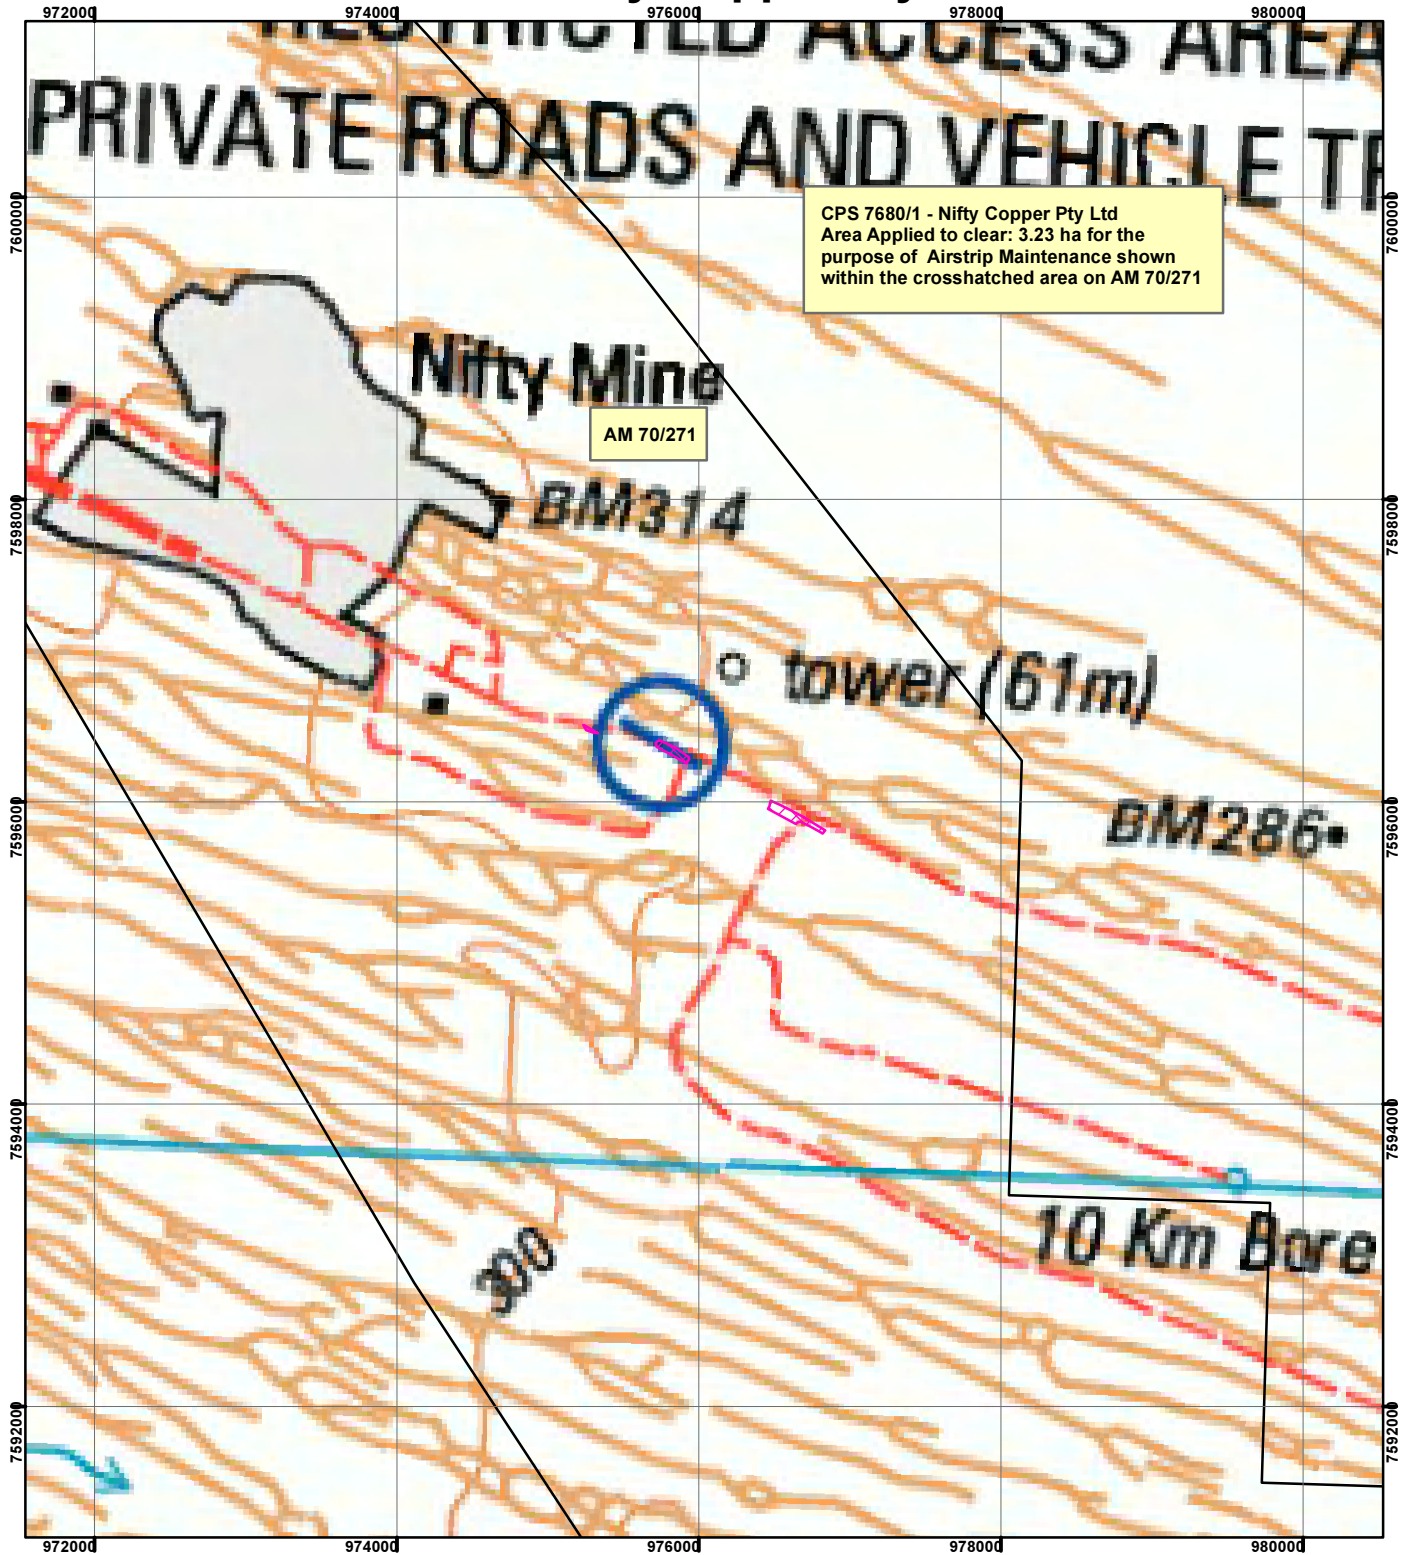 972000 974000 976000 978000 980000
RESTRICTED ACCESS AREA
PRIVATE ROADS AND VEHICLE TR
7600000 7600000
CPS 7680/1 - Nifty Copper Pty Ltd
Area Applied to clear: 3.23 ha for the
purpose of Airstrip Maintenance shown
within the crosshatched area on AM 70/271
Nifty Mine
AM 70/271
BM314
7598000 7598000
tower (61m)
7596000 7596000
BM286
7594000 7594000
10 Km Bore
300
7592000 7592000
972000 974000 976000 978000 980000